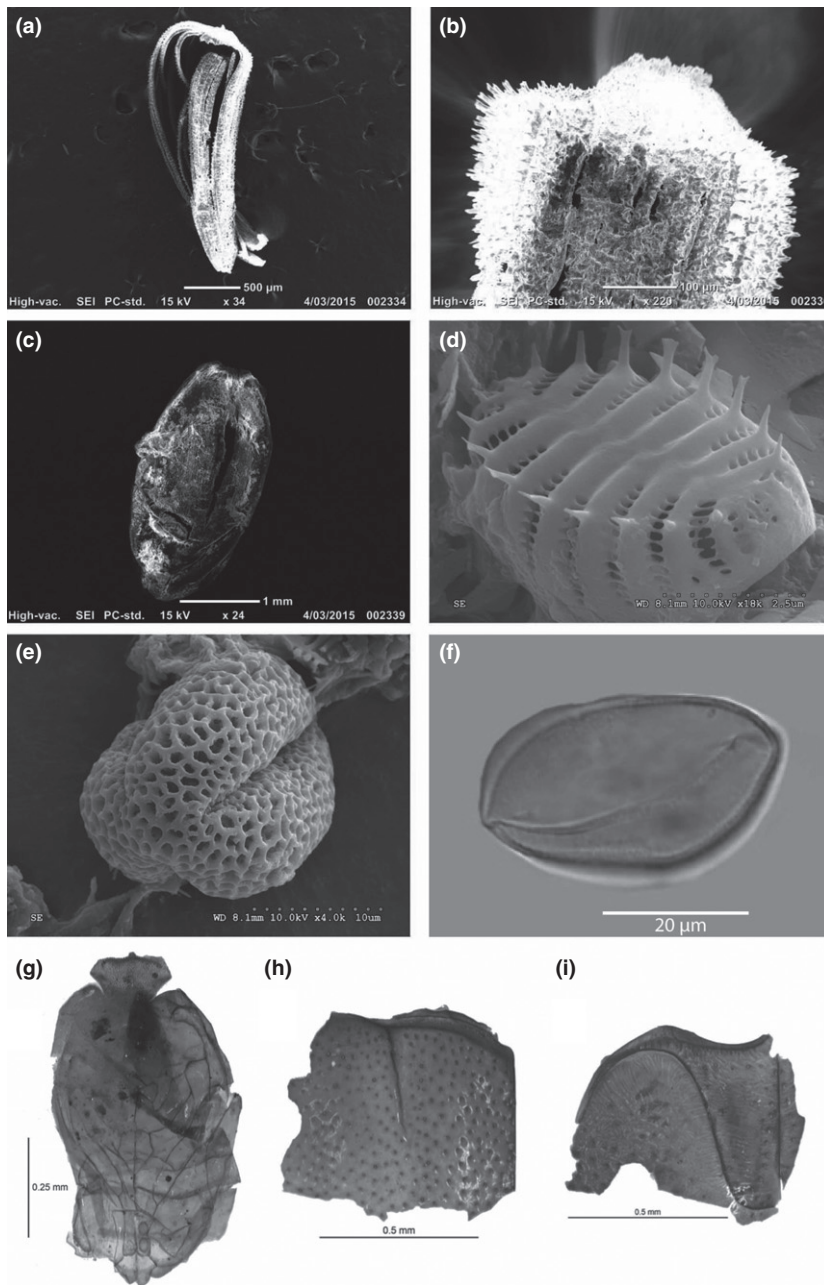 (a)
500 µm
High-vac. SEI PC-std. 15 kV x 34 4/03/2015 002334
(b)
100 µm
High-vac. SEI PC-std. 15 kV x 220 4/03/2015
(c)
1 mm
High-vac. SEI PC-std. 15 kV x 24 4/03/2015 002339
(d)
SE WD 8.1mm 10.0kV x18k 2.5um
(e)
SE WD 8.1mm 10.0kV x4.0k 10um
(f)
20 µm
(g)
0.25 mm
(h)
0.5 mm
(i)
0.5 mm